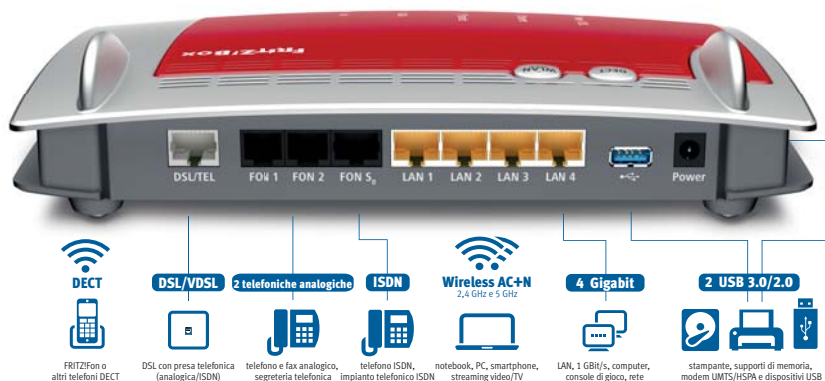 FRITZ!Box
WLAN
DECT
DSL/TEL
FON 1
FON 2
FON S₀
LAN 1
LAN 2
LAN 3
LAN 4
Power
DECT
DSL/VDSL
2 telefoniche analogiche
ISDN
Wireless AC+N
2,4 GHz e 5 GHz
4 Gigabit
2 USB 3.0/2.0
FRITZ!Fon o
altri telefoni DECT
DSL con presa telefonica
(analogica/ISDN)
telefono e fax analogico,
segreteria telefonica
telefono ISDN,
impianto telefonico ISDN
notebook, PC, smartphone,
streaming video/TV
LAN, 1 GBit/s, computer,
console di gioco, rete
stampante, supporti di memoria,
modem UMTS/HSPA e dispositivi USB